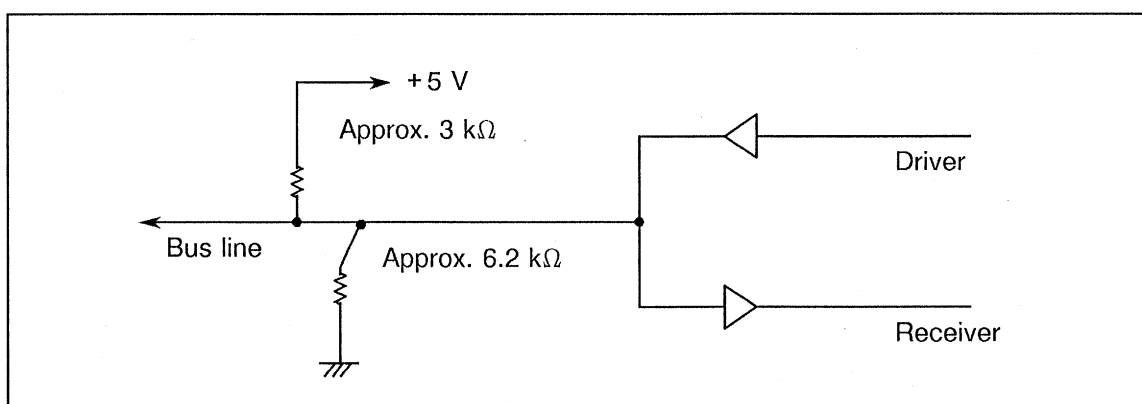 +5 V
Approx. 3 kΩ
Driver
Bus line
Approx. 6.2 kΩ
Receiver